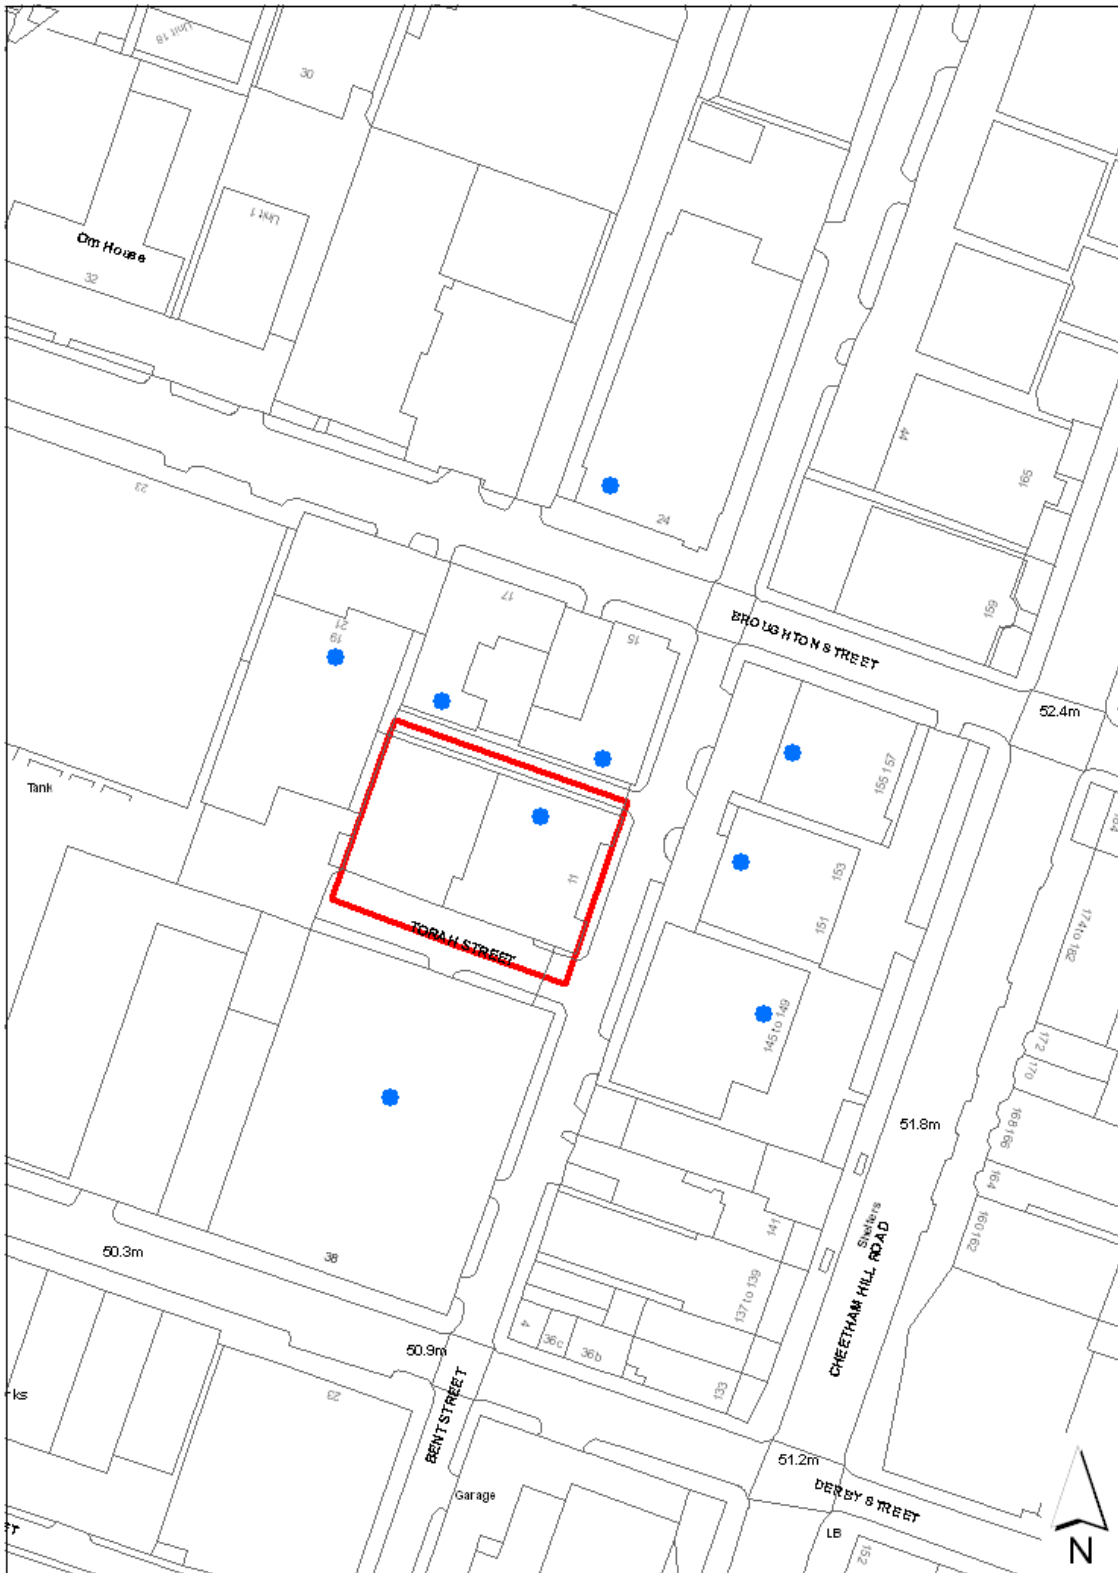 Unit 18
30
Unit 1
Om House
32
44
165
23
24
17
15
159
BROUGHTON STREET
21
19
52.4m
155 157
Tank
153
11
151
TORAH STREET
174 to 182
145 to 149
172
170
51.8m
168 166
164
Shelters
160 162
141
CHEETHAM HILL ROAD
50.3m
38
137 to 139
4
36c
36b
50.9m
133
23
BENT STREET
ks
51.2m
Garage
DERBY STREET
LB
ET
152
N